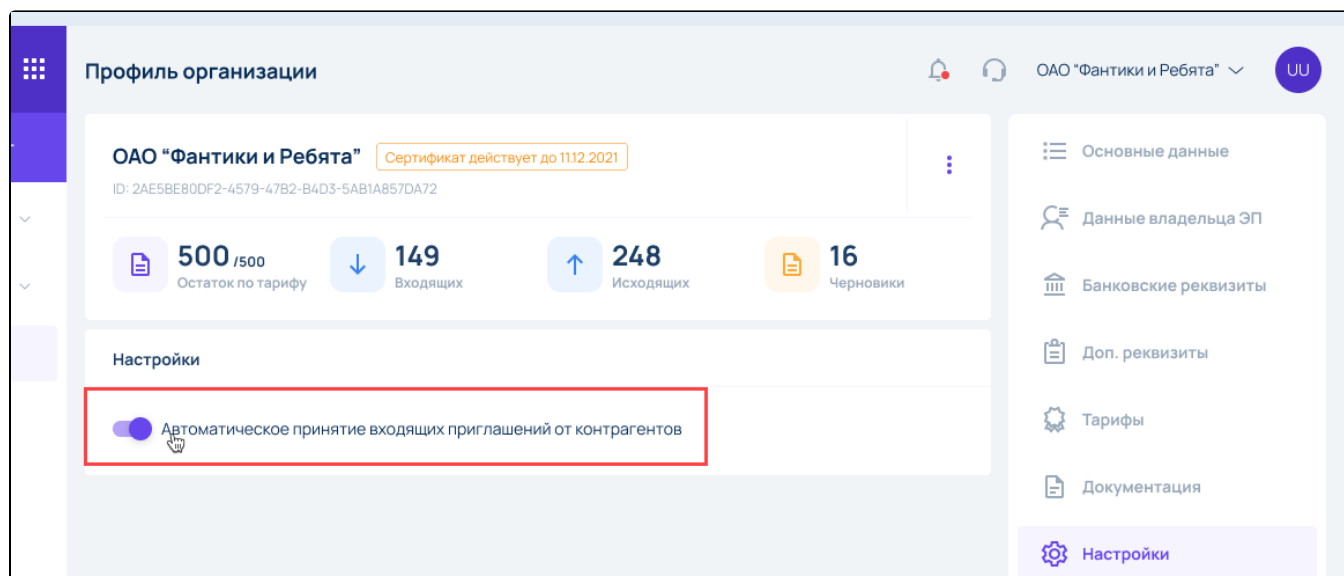 Профиль организации
ОАО "Фантики и Ребята"
UU
ОАО “Фантики и Ребята”
Сертификат действует до 11.12.2021
ID: 2AE5BE80DF2-4579-47B2-B4D3-5AB1A857DA72
500 /500
Остаток по тарифу
149
Входящих
248
Исходящих
16
Черновики
Настройки
Автоматическое принятие входящих приглашений от контрагентов
Основные данные
Данные владельца ЭП
Банковские реквизиты
Доп. реквизиты
Тарифы
Документация
Настройки